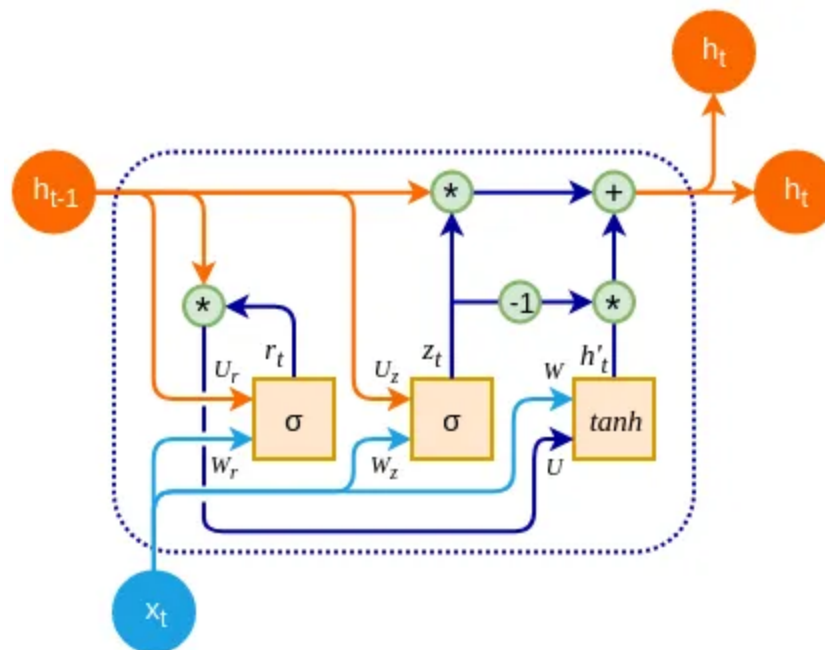 h_t
h_{t-1}
*
+
h_t
*
-1
*
r_t
z_t
h'_t
U_r
U_z
W
σ
σ
tanh
W_r
W_z
U
x_t